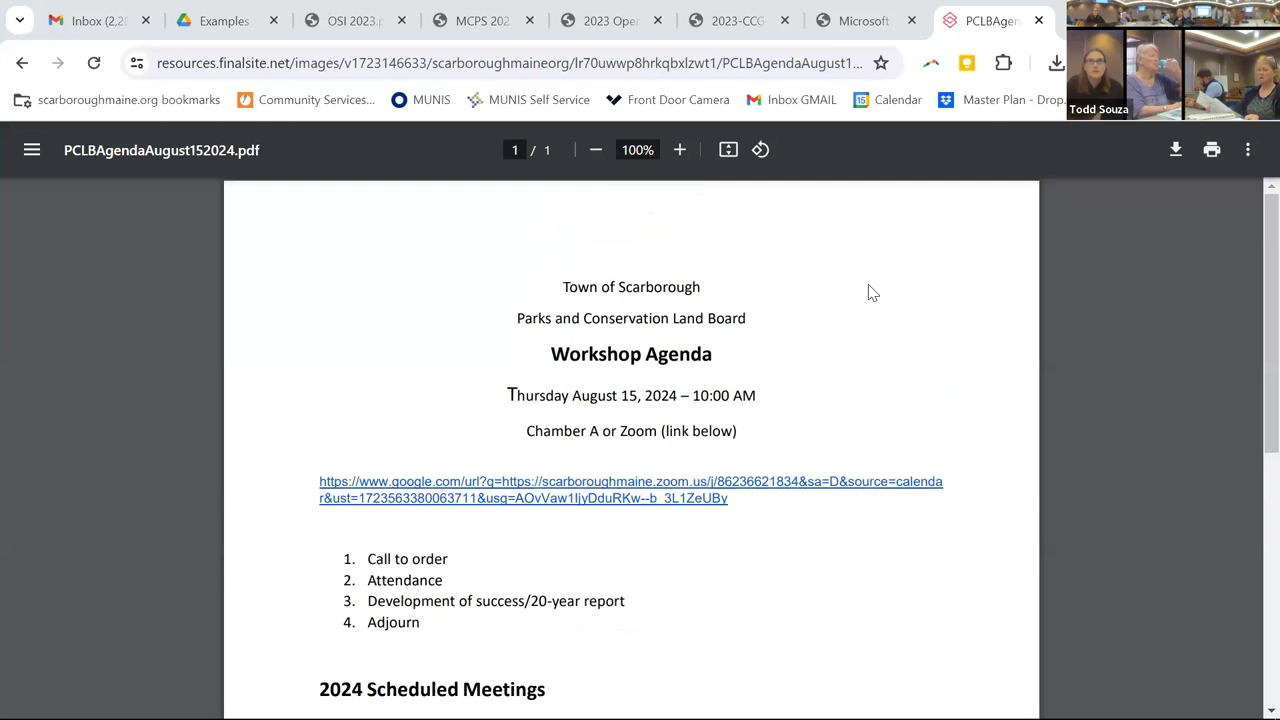 Inbox (2,2
Examples
OSI 2023.p
MCPS 202
2023 Oper
2023-CCG
Microsoft
PCLBAgen
resources.finalsite.net/images/v1723146633/scarboroughmaineorg/lr70uwwp8hrkqbxlzwt1/PCLBAgendaAugust1...
scarboroughmaine.org bookmarks
Community Services...
MUNIS
MUNIS Self Service
Front Door Camera
Inbox GMAIL
15
Calendar
Master Plan - Drop
Todd Souza
PCLBAgendaAugust152024.pdf
1 / 1
100%
Town of Scarborough
Parks and Conservation Land Board
Workshop Agenda
Thursday August 15, 2024 – 10:00 AM
Chamber A or Zoom (link below)
https://www.google.com/url?q=https://scarboroughmaine.zoom.us/j/86236621834&sa=D&source=calenda
r&ust=1723563380063711&usg=AOvVaw1IjyDduRKw--b_3L1ZeUBy
1. Call to order
2. Attendance
3. Development of success/20-year report
4. Adjourn
2024 Scheduled Meetings